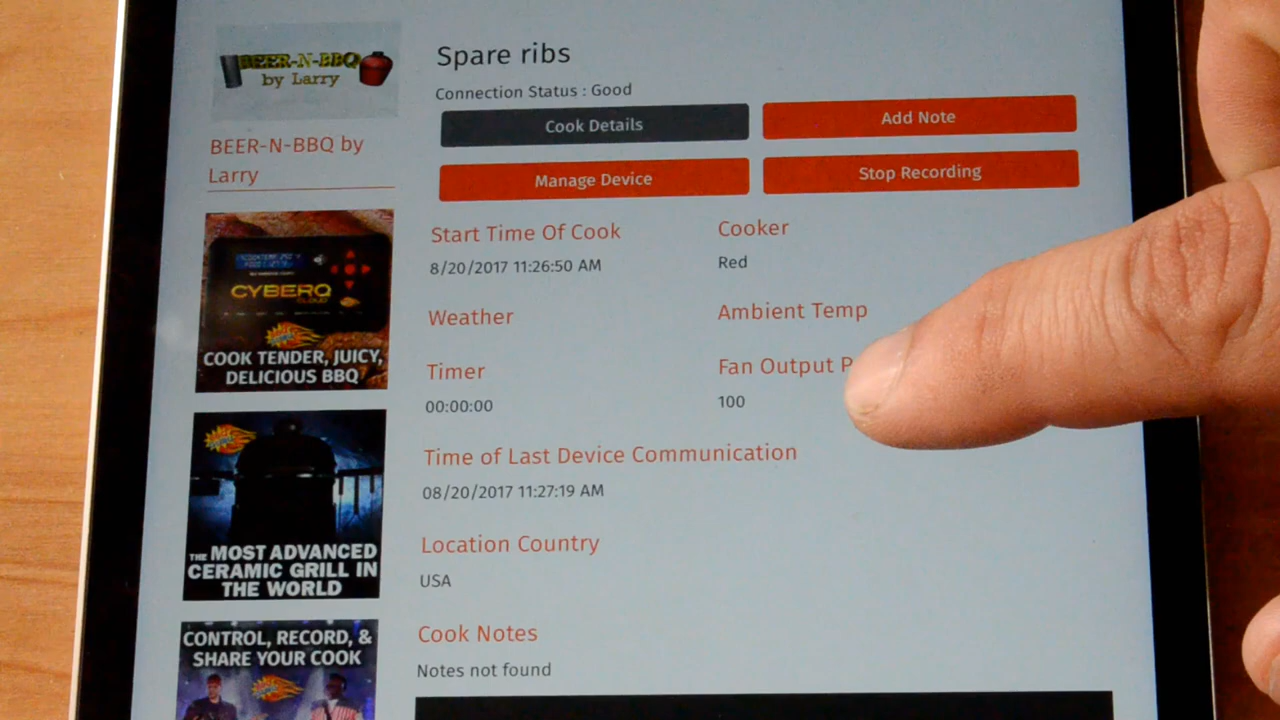 BEER-N-BBQ
by Larry
BEER-N-BBQ by
Larry
CYBERQ
CLOUD
COOK TENDER, JUICY,
DELICIOUS BBQ
THE MOST ADVANCED
CERAMIC GRILL IN
THE WORLD
CONTROL, RECORD, &
SHARE YOUR COOK
Spare ribs
Connection Status : Good
Cook Details
Add Note
Manage Device
Stop Recording
Start Time Of Cook
Cooker
8/20/2017 11:26:50 AM
Red
Weather
Ambient Temp
Timer
Fan Output
00:00:00
100
Time of Last Device Communication
08/20/2017 11:27:19 AM
Location Country
USA
Cook Notes
Notes not found